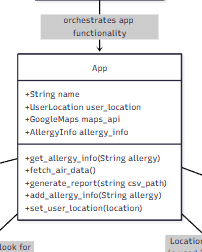 orchestrates app
functionality
App
+String name
+UserLocation user_location
+GoogleMaps maps_api
+AllergyInfo allergy_info
+get_allergy_info(String allergy)
+fetch_air_data()
+generate_report(string csv_path)
+add_allergy_info(String allergy)
+set_user_location(location)
Location
look for